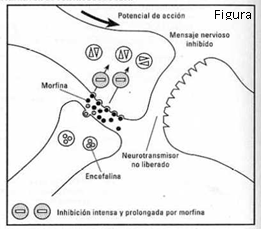 Figura
Potencial de acción
Mensaje nervioso
inhibido
Morfina
Neurotransmisor
no liberado
Encefalina
Inhibición intensa y prolongada por morfina